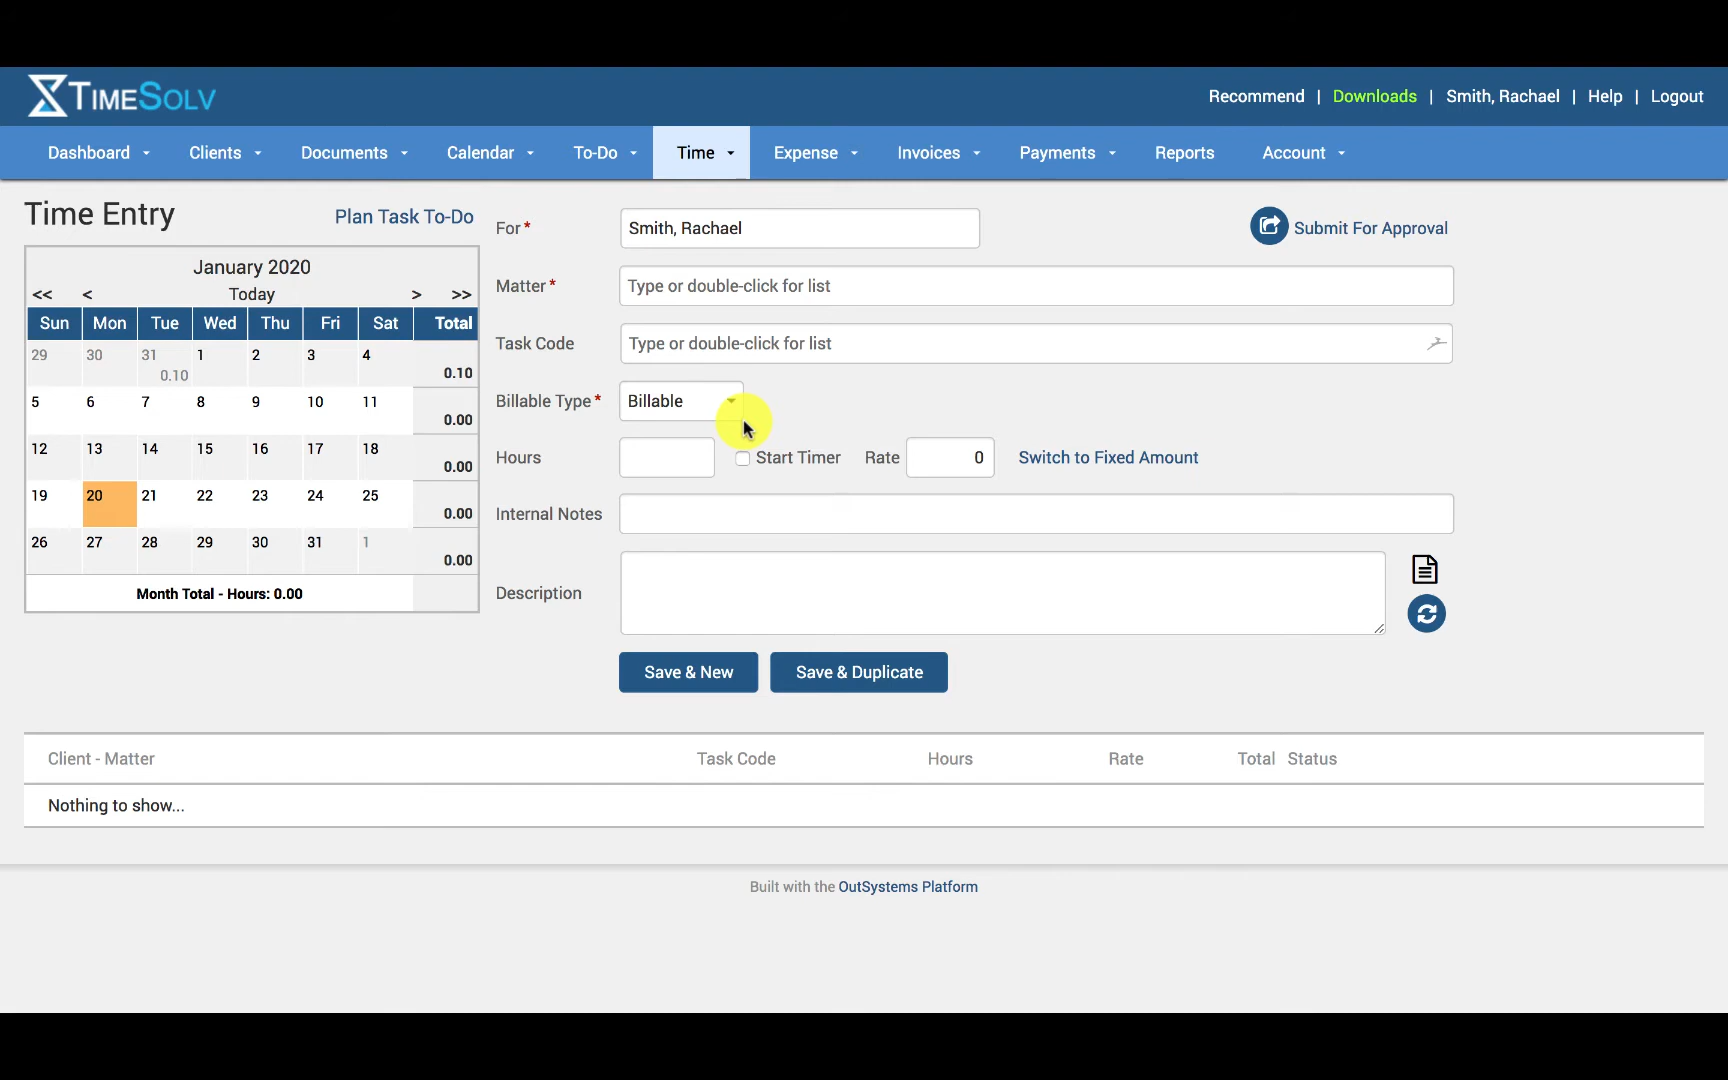 TIMESOLV
Recommend | Downloads | Smith, Rachael | Help | Logout
Dashboard Clients Documents Calendar To-Do Time Expense Invoices Payments Reports Account
Time Entry
Plan Task To-Do
January 2020
<< < Today > >>
Sun Mon Tue Wed Thu Fri Sat Total
29 30 31 1 2 3 4
0.10 0.10
5 6 7 8 9 10 11
0.00
12 13 14 15 16 17 18
0.00
19 20 21 22 23 24 25
0.00
26 27 28 29 30 31 1
0.00
Month Total - Hours: 0.00
For* Smith, Rachael
Submit For Approval
Matter* Type or double-click for list
Task Code Type or double-click for list
Billable Type* Billable
Hours Start Timer Rate 0 Switch to Fixed Amount
Internal Notes
Description
Save & New Save & Duplicate
Client - Matter Task Code Hours Rate Total Status
Nothing to show...
Built with the OutSystems Platform